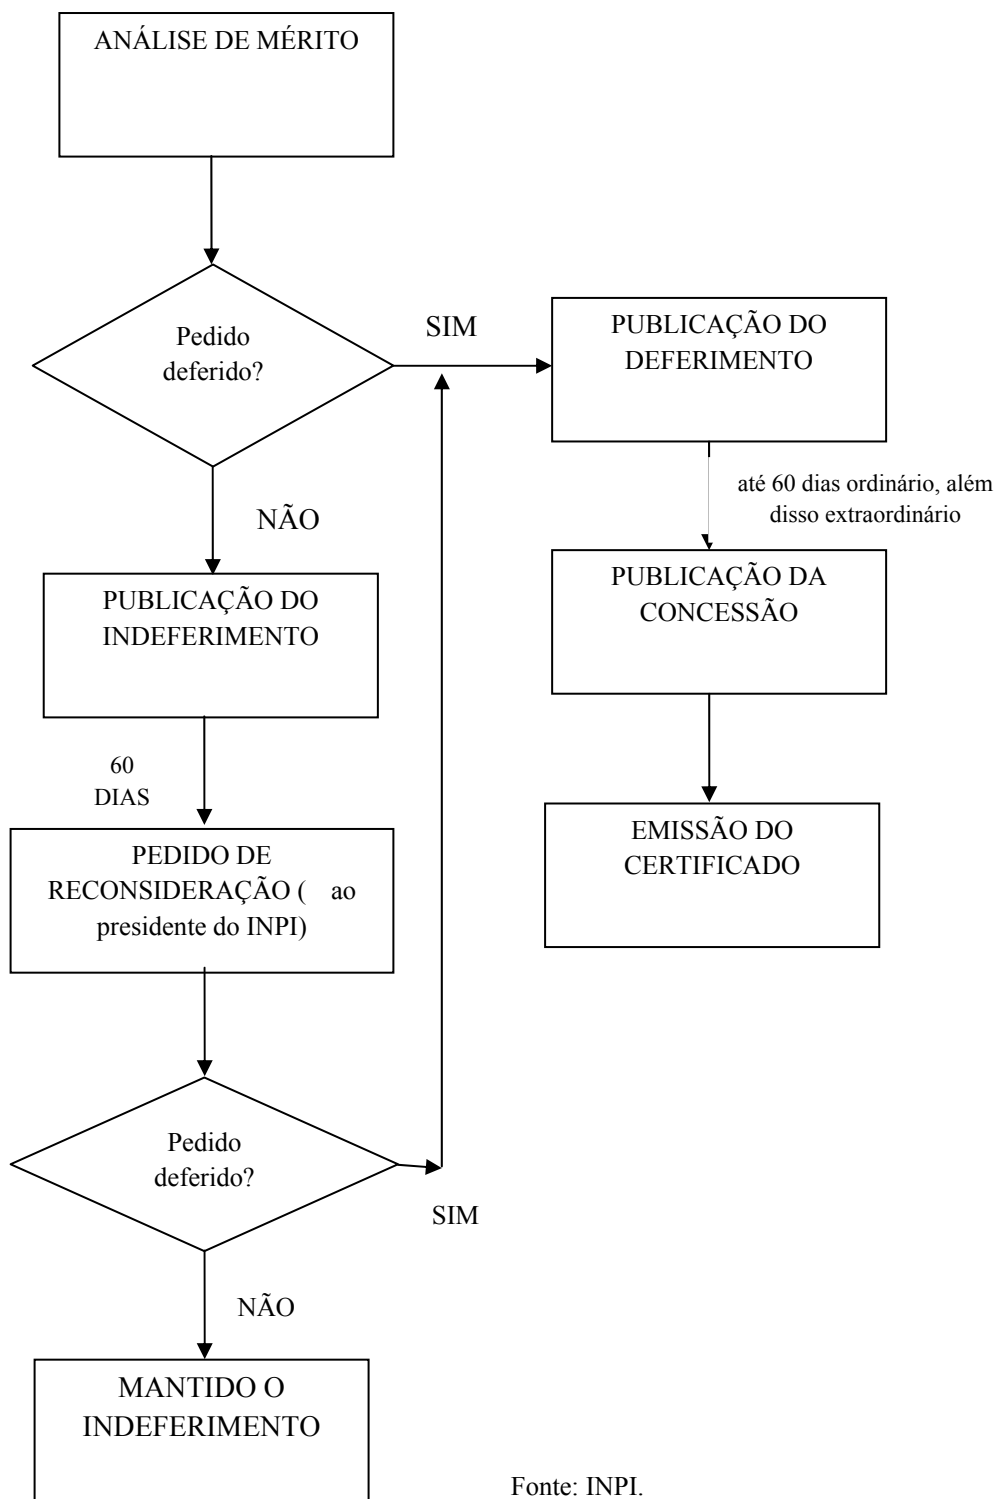 ANÁLISE DE MÉRITO
Pedido
deferido?
SIM
PUBLICAÇÃO DO
DEFERIMENTO
até 60 dias ordinário, além
disso extraordinário
NÃO
PUBLICAÇÃO DO
INDEFERIMENTO
PUBLICAÇÃO DA
CONCESSÃO
60
DIAS
PEDIDO DE
RECONSIDERAÇÃO ( ao
presidente do INPI)
EMISSÃO DO
CERTIFICADO
Pedido
deferido?
SIM
NÃO
MANTIDO O
INDEFERIMENTO
Fonte: INPI.